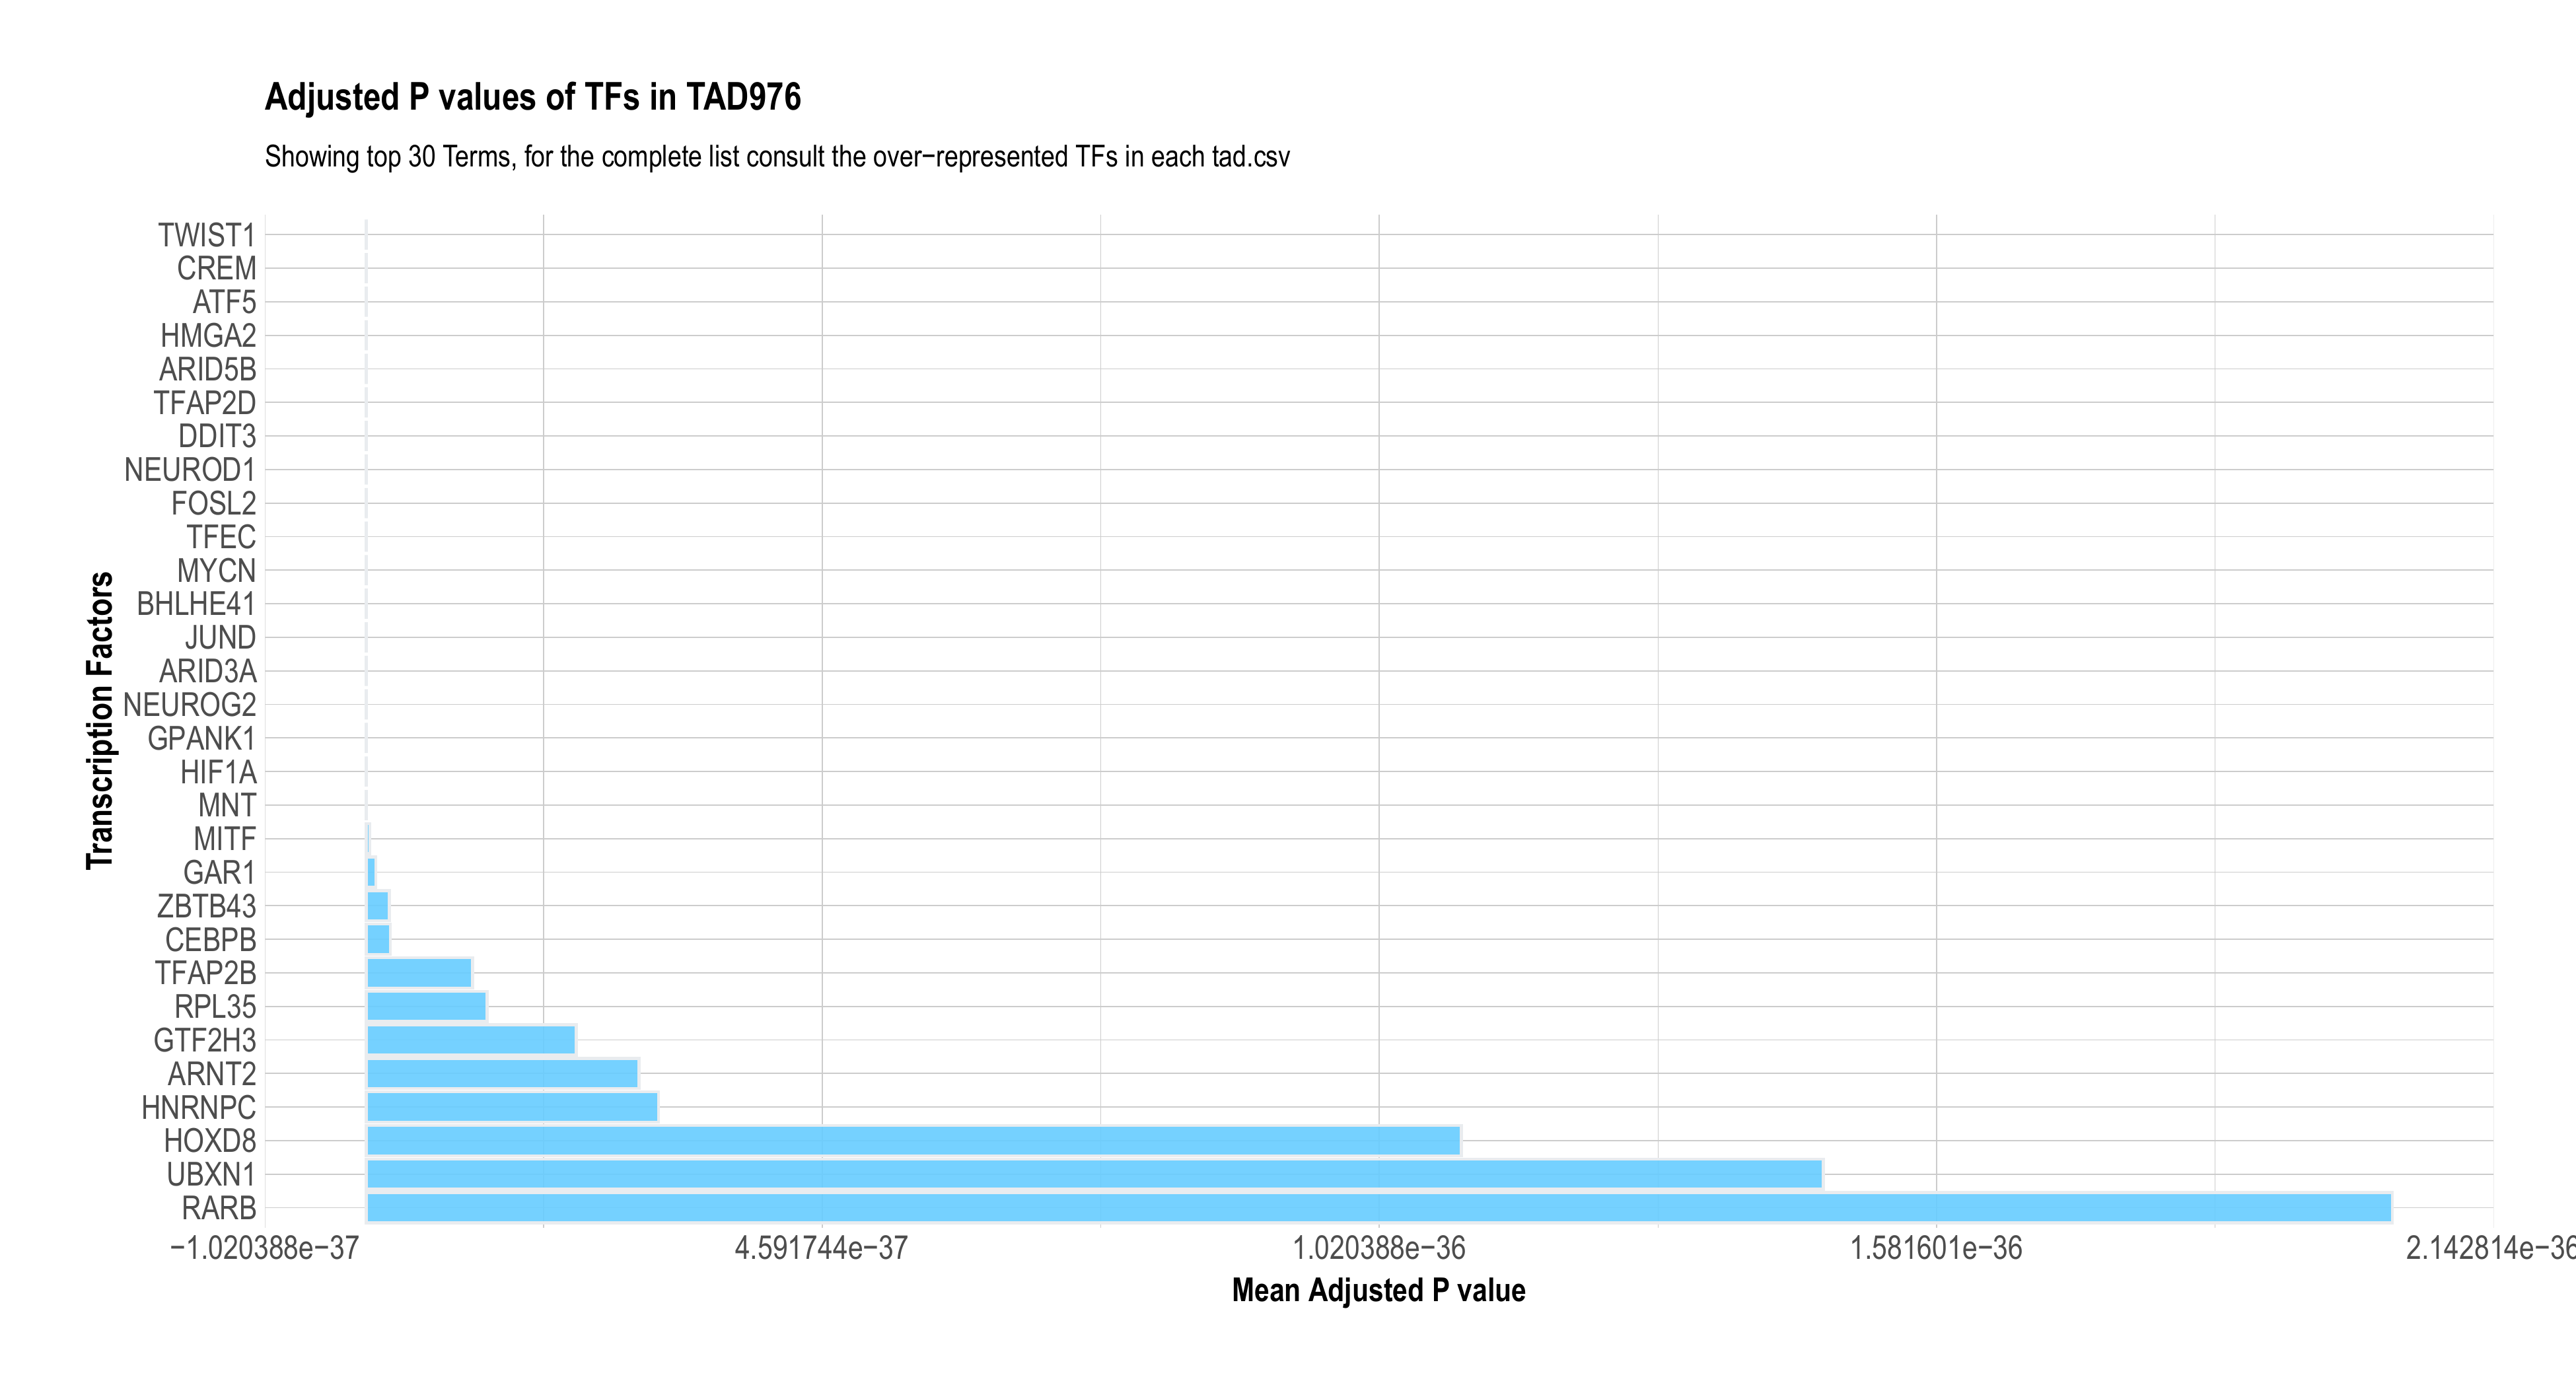 Adjusted P values of TFs in TAD976
Showing top 30 Terms, for the complete list consult the over−represented TFs in each tad.csv
Transcription Factors
TWIST1
CREM
ATF5
HMGA2
ARID5B
TFAP2D
DDIT3
NEUROD1
FOSL2
TFEC
MYCN
BHLHE41
JUND
ARID3A
NEUROG2
GPANK1
HIF1A
MNT
MITF
GAR1
ZBTB43
CEBPB
TFAP2B
RPL35
GTF2H3
ARNT2
HNRNPC
HOXD8
UBXN1
RARB
−1.020388e−37 4.591744e−37 1.020388e−36 1.581601e−36 2.142814e−36
Mean Adjusted P value